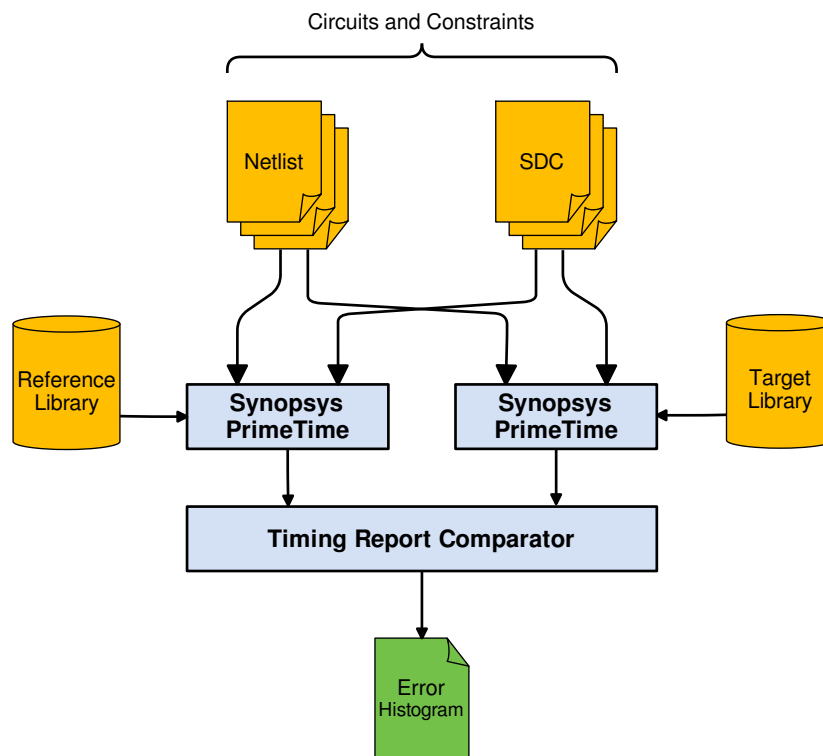 Circuits and Constraints
Netlist
SDC
Reference
Library
Target
Library
Synopsys
PrimeTime
Synopsys
PrimeTime
Timing Report Comparator
Error
Histogram